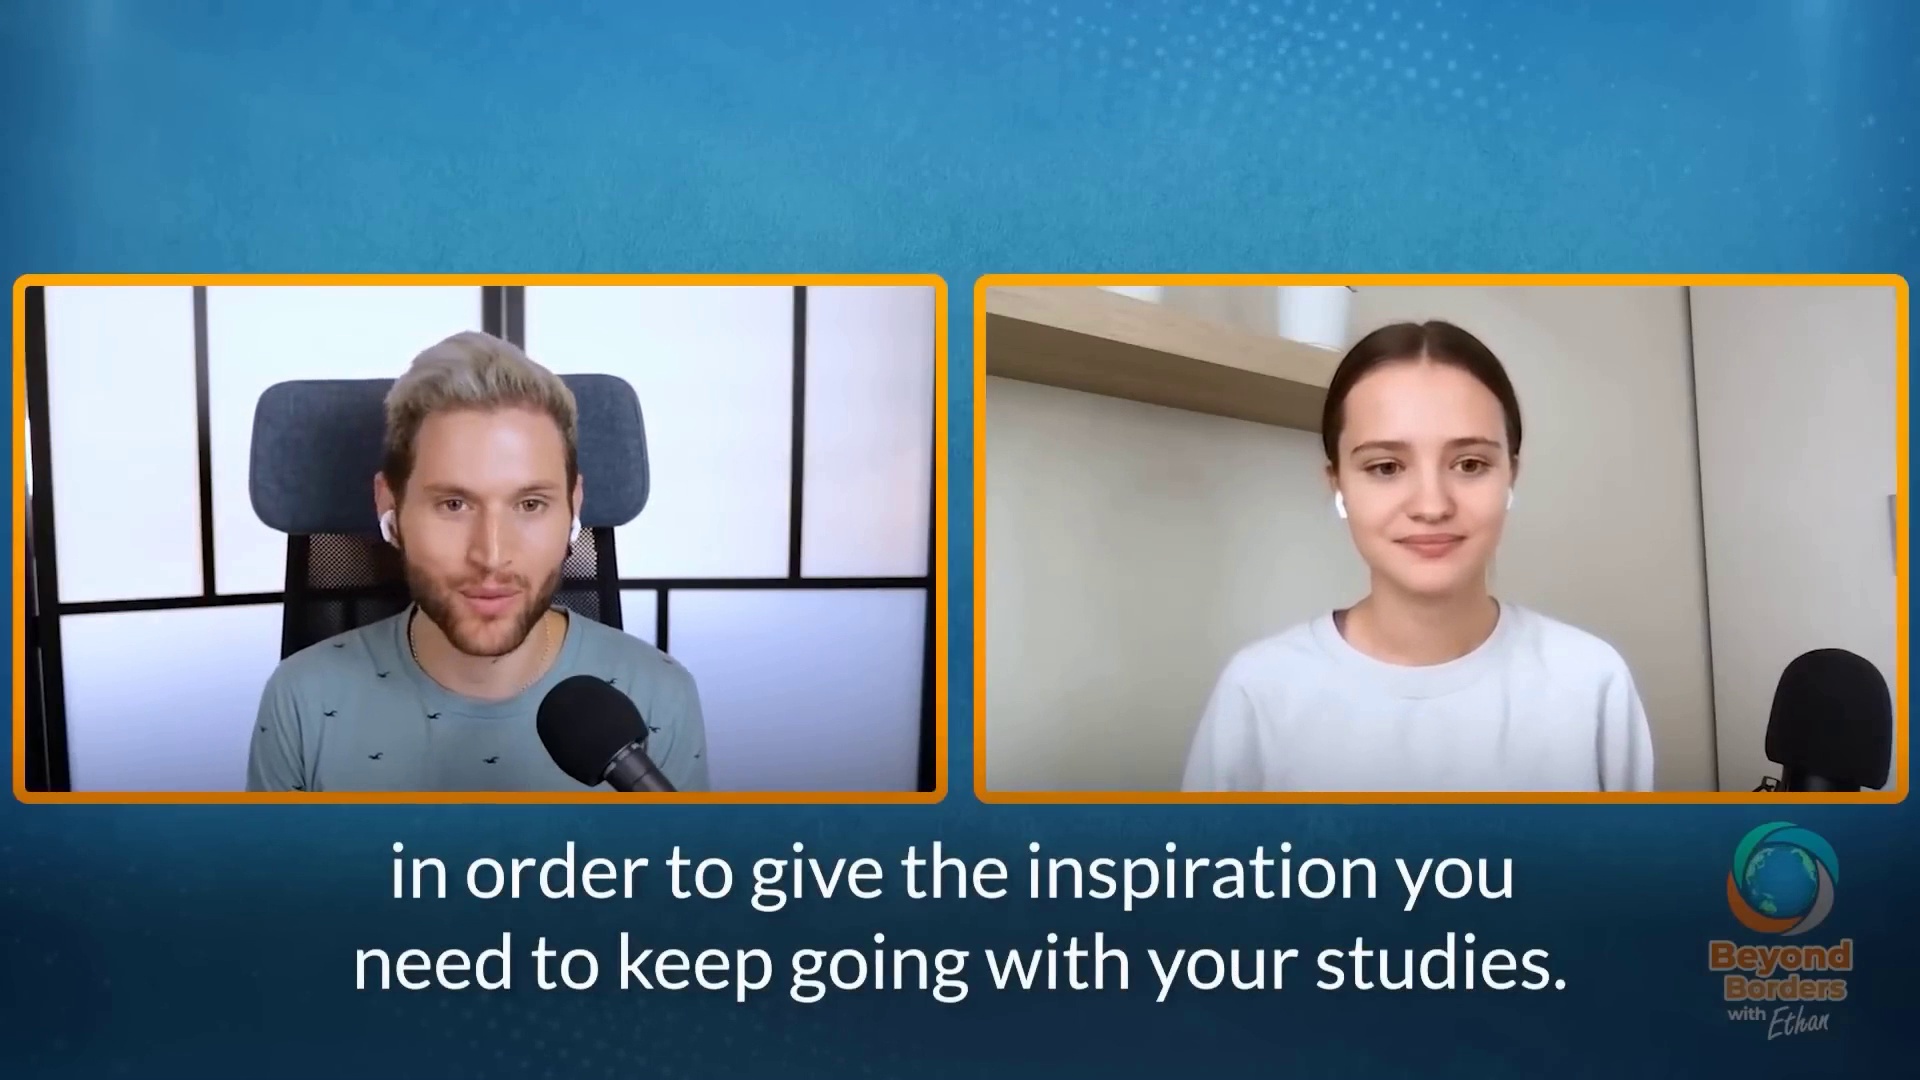 in order to give the inspiration you
need to keep going with your studies.
Beyond
Borders
with Ethan